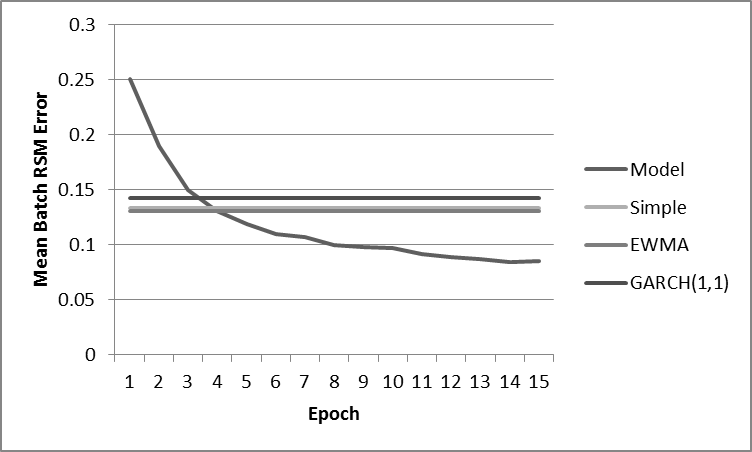 0.3
0.25
0.2
0.15
0.1
0.05
0
Mean Batch RSM Error
1 2 3 4 5 6 7 8 9 10 11 12 13 14 15
Epoch
Model
Simple
EWMA
GARCH(1,1)